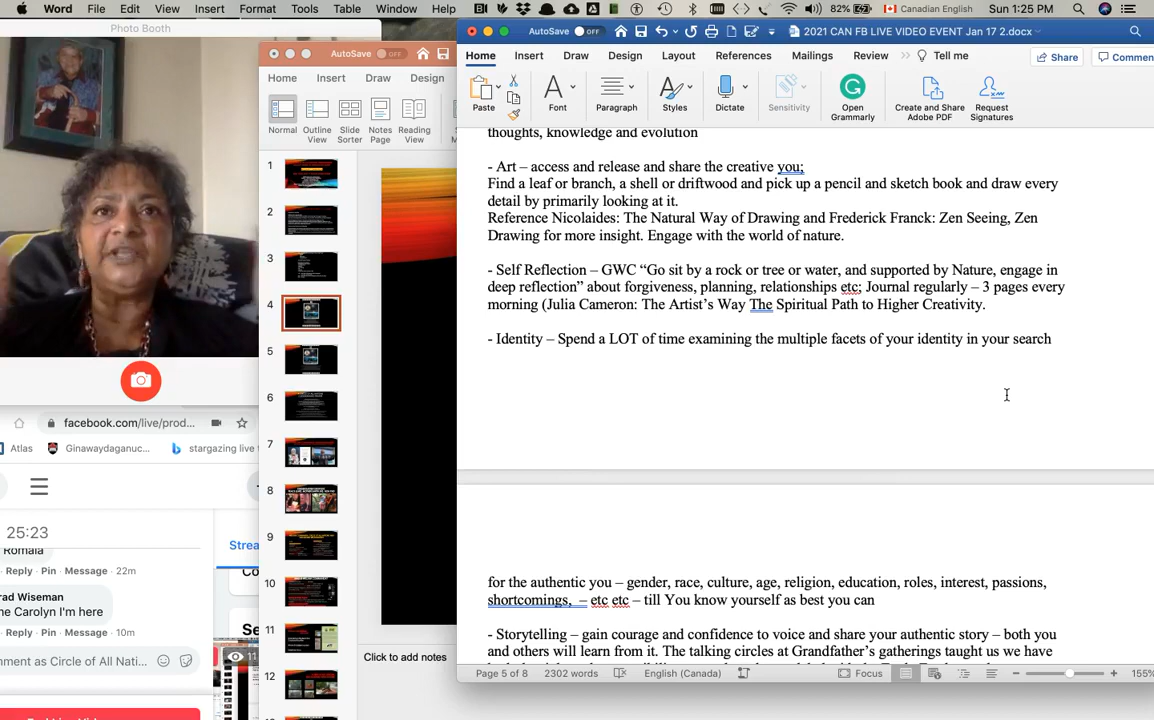 Word File Edit View Insert Format Tools Table Window Help 82% Canadian English Sun 1:25 PM
Photo Booth
AutoSave OFF
Home Insert Draw Design
Normal Outline View Slide Sorter Notes Page Reading View
1
2
3
4
5
6
7
8
9
10
11
12
Click to add notes
AutoSave OFF 2021 CAN FB LIVE VIDEO EVENT Jan 17 2.docx
Home Insert Draw Design Layout References Mailings Review Tell me Share Commen
Paste Font Paragraph Styles Dictate Sensitivity Open Grammarly Create and Share Adobe PDF Request Signatures
thoughts, knowledge and evolution
- Art – access and release and share the creative you;
Find a leaf or branch, a shell or driftwood and pick up a pencil and sketch book and draw every
detail by primarily looking at it.
Reference Nicolaides: The Natural Way of Drawing and Frederick Franck: Zen Seeing, Zen
Drawing for more insight. Engage with the world of nature.
- Self Reflection – GWC “Go sit by a rock or tree or water, and supported by Nature, engage in
deep reflection” about forgiveness, planning, relationships etc; Journal regularly – 3 pages every
morning (Julia Cameron: The Artist’s Way The Spiritual Path to Higher Creativity.
- Identity – Spend a LOT of time examining the multiple facets of your identity in your search
for the authentic you – gender, race, culture, age, religion, education, roles, interest, passions,
shortcomings, – etc etc – till You know yourself as best you can
- Storytelling – gain courage and confidence to voice and share your authentic story – both you
and others will learn from it. The talking circles at Grandfather’s gatherings taught us we have
Page 5 of 8 2302 words English (Canada) Focus 155%
facebook.com/live/prod...
Atlas Ginawaydaganuc... stargazing live
25:23
Romala
Reply · Pin · Message · 22m
rad Wiseman
ne Carolyn I'm here
Reply · Pin · Message · 10m
mment as Circle of All Nati...
Strea
Co
Se
11